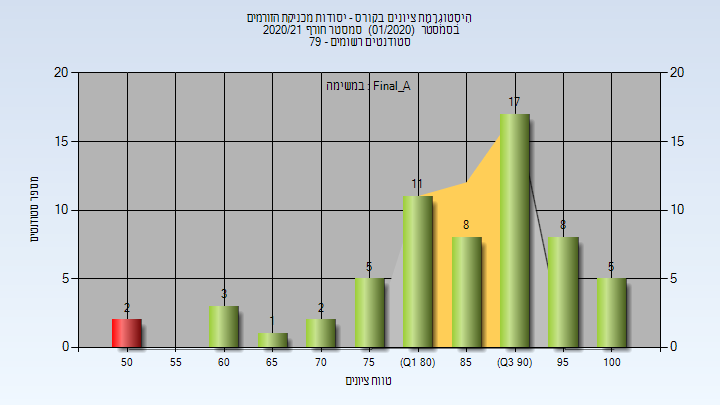 היסטוגרמת ציונים בקורס - יסודות מכניקת הזורמים
בסמסטר (01/2020) סמסטר חורף 2020/21
סטודנטים רשומים - 79
במשימה : Final_A
מספר סטודנטים
20
15
10
5
0
20
15
10
5
0
2
3
1
2
5
11
8
17
8
5
50 55 60 65 70 75 (Q1 80) 85 (Q3 90) 95 100
טווח ציונים